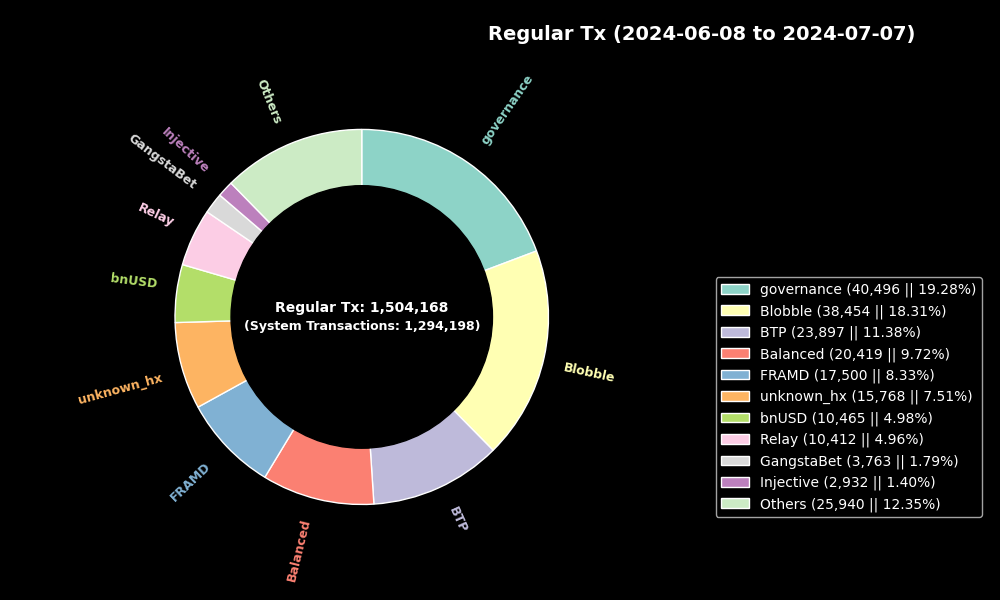 Regular Tx (2024-06-08 to 2024-07-07)
governance
Others
Injective
GangstaBet
Relay
bnUSD
unknown_hx
FRAMD
Balanced
BTP
Blobble
Regular Tx: 1,504,168
(System Transactions: 1,294,198)
governance (40,496 || 19.28%)
Blobble (38,454 || 18.31%)
BTP (23,897 || 11.38%)
Balanced (20,419 || 9.72%)
FRAMD (17,500 || 8.33%)
unknown_hx (15,768 || 7.51%)
bnUSD (10,465 || 4.98%)
Relay (10,412 || 4.96%)
GangstaBet (3,763 || 1.79%)
Injective (2,932 || 1.40%)
Others (25,940 || 12.35%)